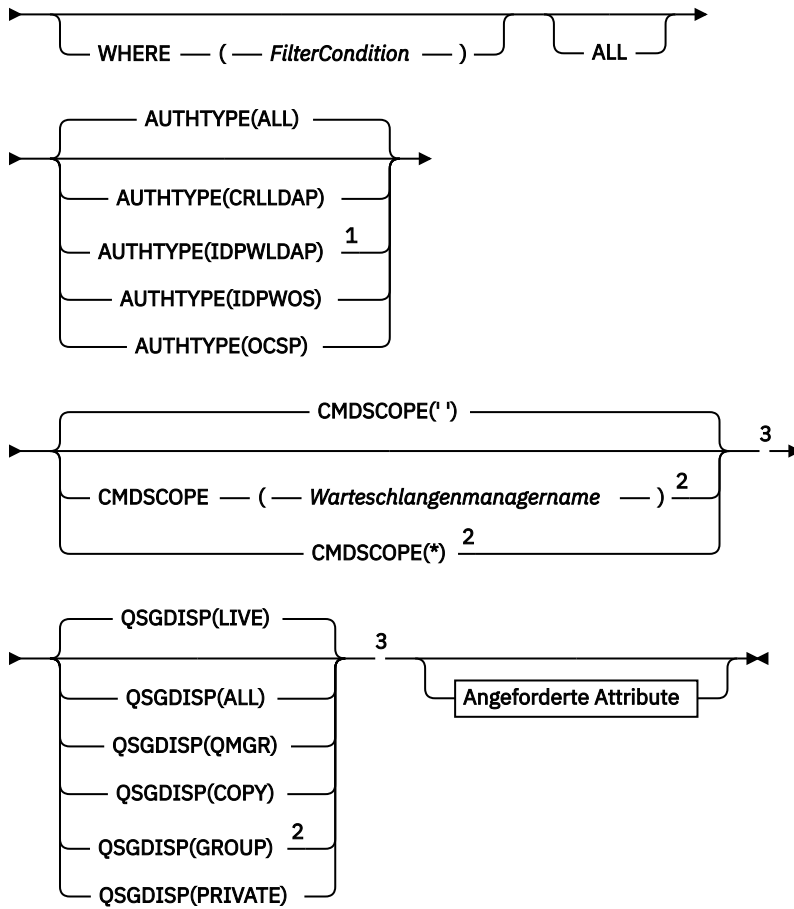 WHERE ( FilterCondition ) ALL
AUTHTYPE(ALL)
AUTHTYPE(CRLLDAP)
AUTHTYPE(IDPWLDAP) 1
AUTHTYPE(IDPWOS)
AUTHTYPE(OCSP)
CMDSCOPE(' ')
3
CMDSCOPE ( Warteschlangenmanagername ) 2
CMDSCOPE(*) 2
QSGDISP(LIVE)
3
QSGDISP(ALL) Angeforderte Attribute
QSGDISP(QMGR)
QSGDISP(COPY)
QSGDISP(GROUP) 2
QSGDISP(PRIVATE)